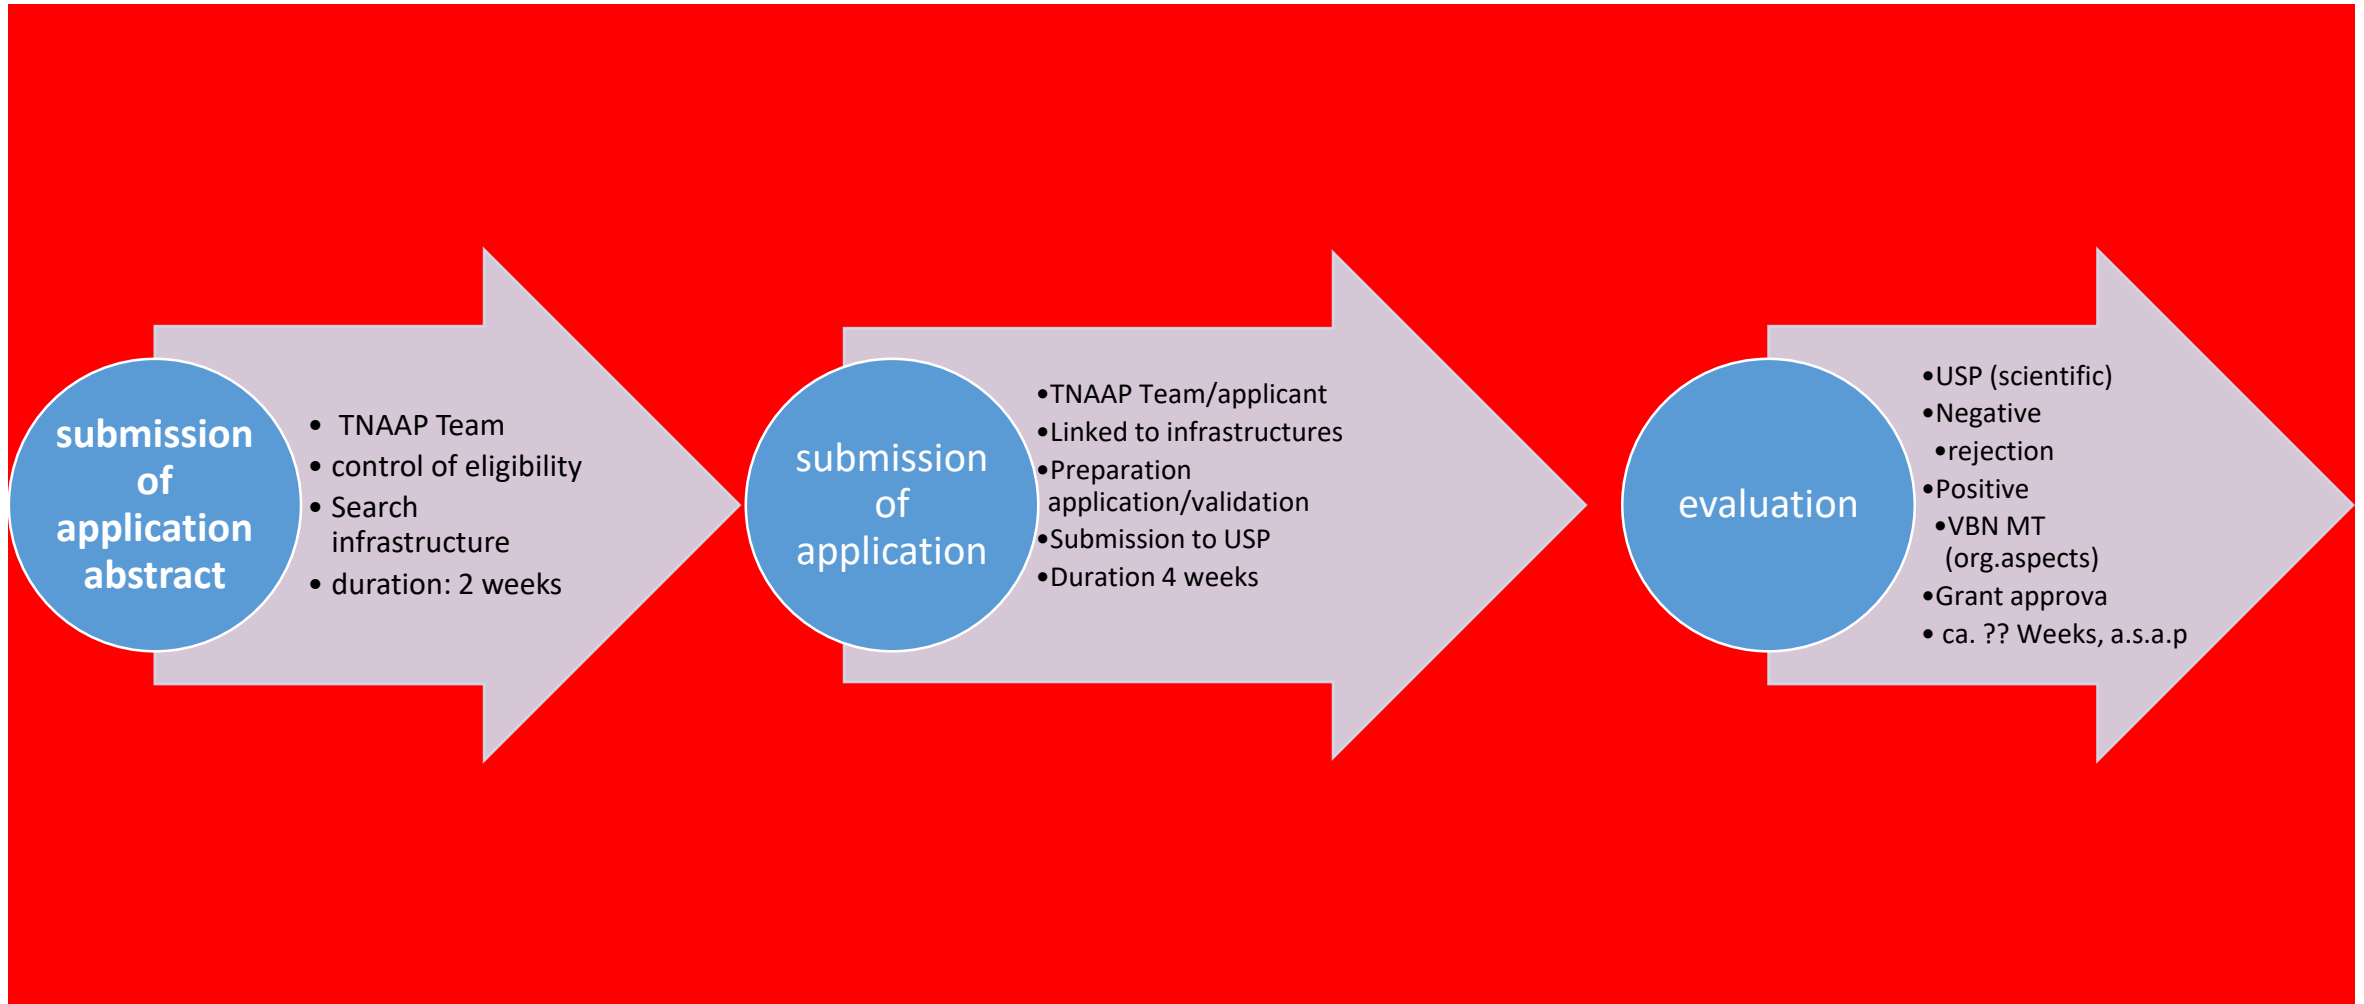 submission
of
application
abstract
• TNAAP Team
• control of eligibility
• Search
infrastructure
• duration: 2 weeks
submission
of
application
•TNAAP Team/applicant
•Linked to infrastructures
•Preparation
application/validation
•Submission to USP
•Duration 4 weeks
evaluation
•USP (scientific)
•Negative
•rejection
•Positive
•VBN MT
(org.aspects)
•Grant approva
• ca. ?? Weeks, a.s.a.p